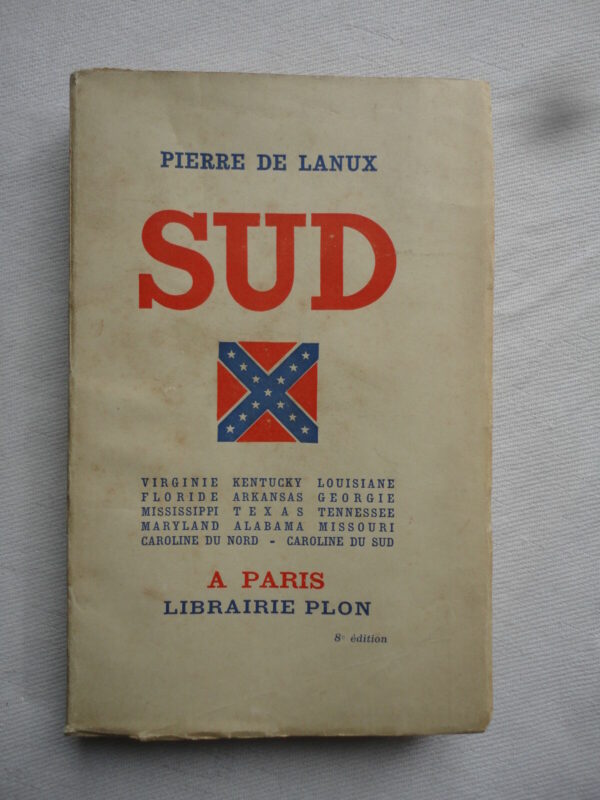 PIERRE DE LANUX
SUD
VIRGINIE KENTUCKY LOUISIANE
FLORIDE ARKANSAS GEORGIE
MISSISSIPPI TEXAS TENNESSEE
MARYLAND ALABAMA MISSOURI
CAROLINE DU NORD - CAROLINE DU SUD
A PARIS
LIBRAIRIE PLON
8e édition